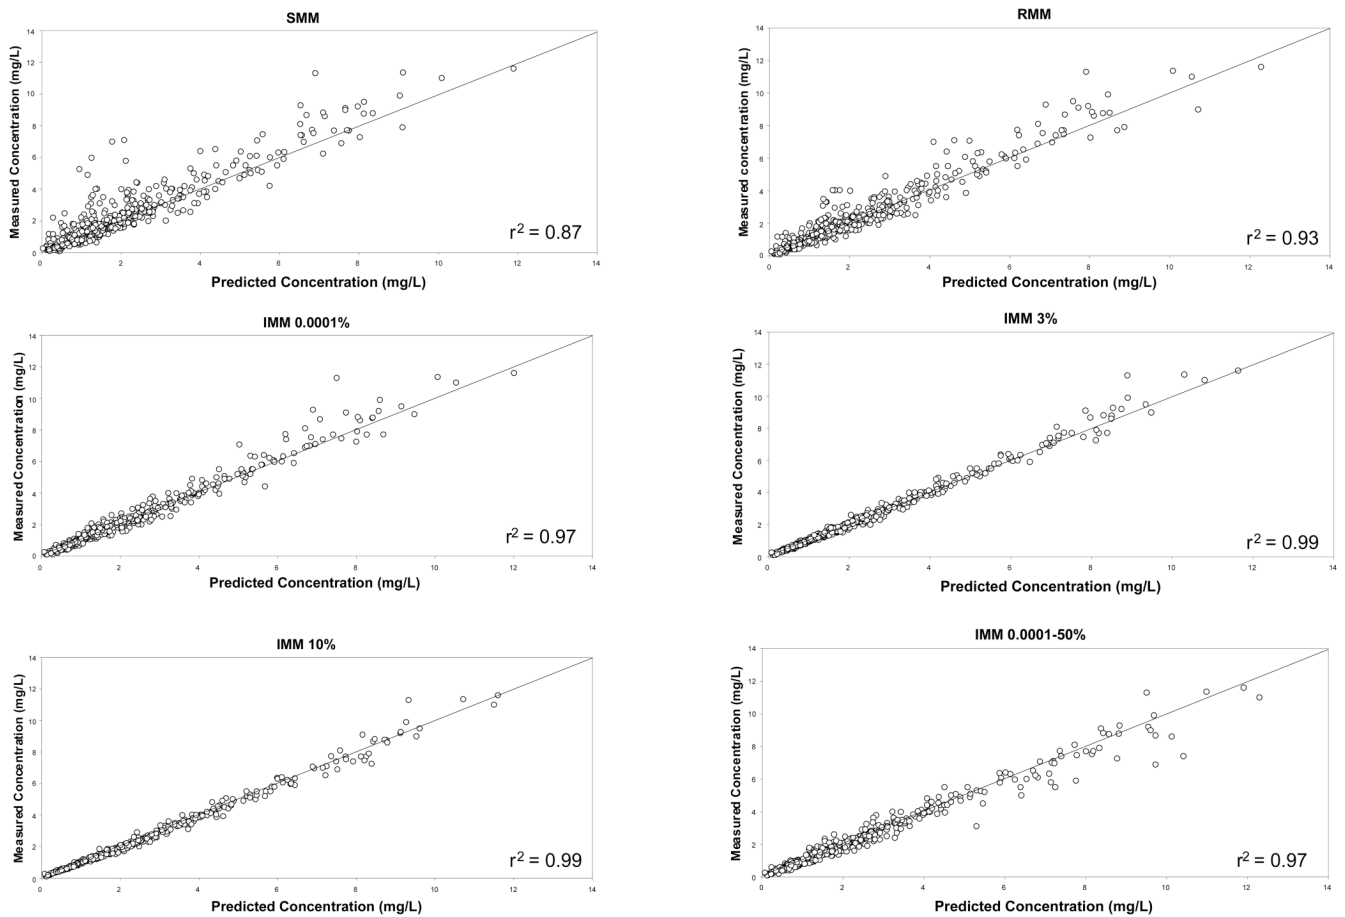 SMM
Measured Concentration (mg/L)
14
12
10
8
6
4
2
0
0 2 4 6 8 10 12 14
r² = 0.87
Predicted Concentration (mg/L)
RMM
Measured concentration (mg/L)
14
12
10
8
6
4
2
0
0 2 4 6 8 10 12 14
r² = 0.93
Predicted Concentration (mg/L)
IMM 0.0001%
Measured Concentration (mg/L)
14
12
10
8
6
4
2
0
0 2 4 6 8 10 12 14
r² = 0.97
Predicted Concentration (mg/L)
IMM 3%
Measured Concentration (mg/L)
14
12
10
8
6
4
2
0
0 2 4 6 8 10 12 14
r² = 0.99
Predicted Concentration (mg/L)
IMM 10%
Measured Concentration (mg/L)
14
12
10
8
6
4
2
0
0 2 4 6 8 10 12 14
r² = 0.99
Predicted Concentration (mg/L)
IMM 0.0001-50%
Measured Concentration (mg/L)
14
12
10
8
6
4
2
0
0 2 4 6 8 10 12 14
r² = 0.97
Predicted Concentration (mg/L)